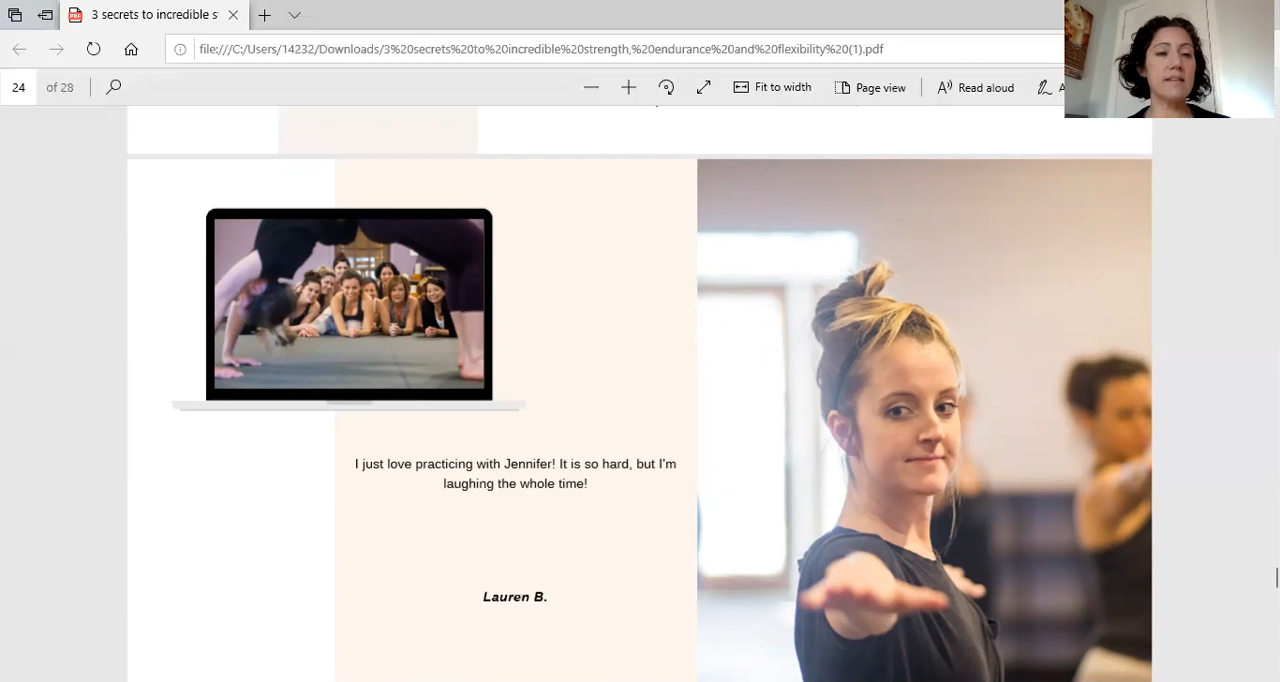 3 secrets to incredible s
file:///C:/Users/14232/Downloads/3%20secrets%20to%20incredible%20strength,%20endurance%20and%20flexibility%20(1).pdf
24 of 28 Fit to width Page view Read aloud
I just love practicing with Jennifer! It is so hard, but I'm
laughing the whole time!
Lauren B.